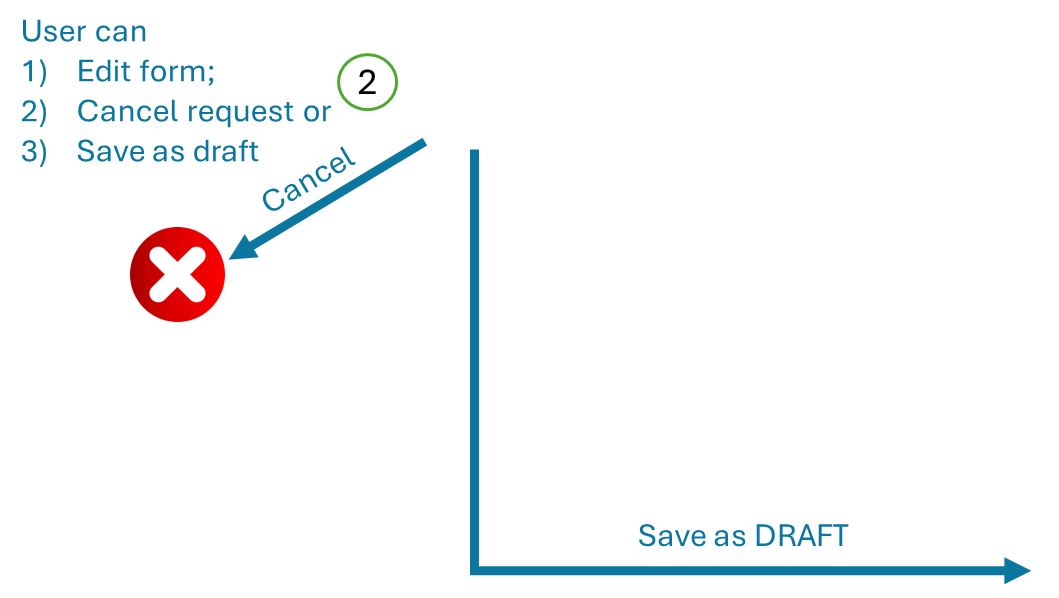 User can
1) Edit form;
2) Cancel request or
3) Save as draft
2
Cancel
Save as DRAFT